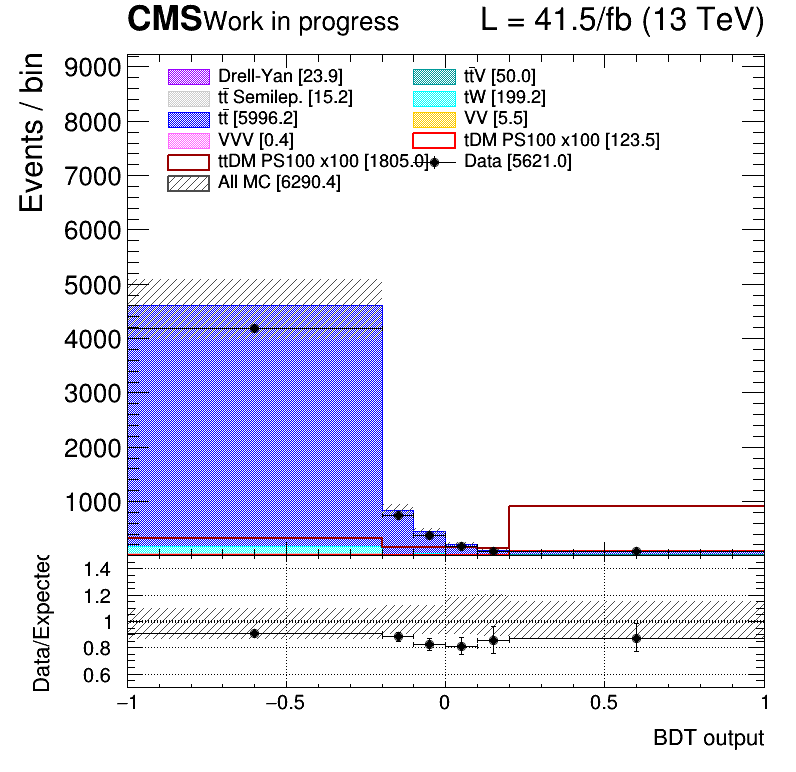 CMS Work in progress L = 41.5/fb (13 TeV)
Events / bin
9000
8000
7000
6000
5000
4000
3000
2000
1000
Drell-Yan [23.9] tt̄V [50.0]
tt̄ Semilep. [15.2] tW [199.2]
tt̄ [5996.2] VV [5.5]
VVV [0.4] tDM PS100 x100 [123.5]
ttDM PS100 x100 [1805.0] Data [5621.0]
All MC [6290.4]
Data/Expected
1.4
1.2
1
0.8
0.6
−1 −0.5 0 0.5 1
BDT output